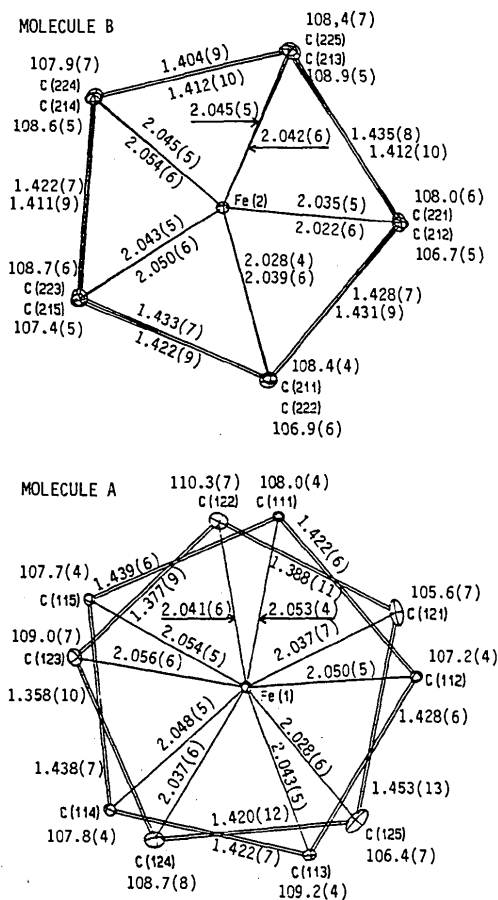 MOLECULE B
108,4(7)
C(225)
C(213)
108.9(5)
107.9(7)
C(224)
C(214)
108.6(5)
1.404(9)
1.412(10)
2.045(5)
2.042(6)
2.045(5)
2.054(6)
1.435(8)
1.412(10)
Fe(2)
1.422(7)
1.411(9)
2.035(5)
2.022(6)
108.0(6)
C(221)
C(212)
106.7(5)
2.043(5)
2.050(6)
2.028(4)
2.039(6)
108.7(6)
C(223)
C(215)
107.4(5)
1.433(7)
1.422(9)
1.428(7)
1.431(9)
108.4(4)
C(211)
C(222)
106.9(6)
MOLECULE A
110.3(7)
C(122)
108.0(4)
C(111)
1.439(6)
1.377(9)
1.388(11)
1.422(6)
107.7(4)
C(115)
2.041(6)
2.053(4)
105.6(7)
C(121)
109.0(7)
C(123)
2.054(5)
2.056(6)
2.037(7)
2.050(5)
107.2(4)
C(112)
1.358(10)
Fe(1)
1.428(6)
2.048(5)
2.037(6)
2.028(6)
2.043(5)
1.438(7)
1.453(13)
C(114)
107.8(4)
1.420(12)
1.422(7)
C(125)
106.4(7)
C(124)
108.7(8)
C(113)
109.2(4)